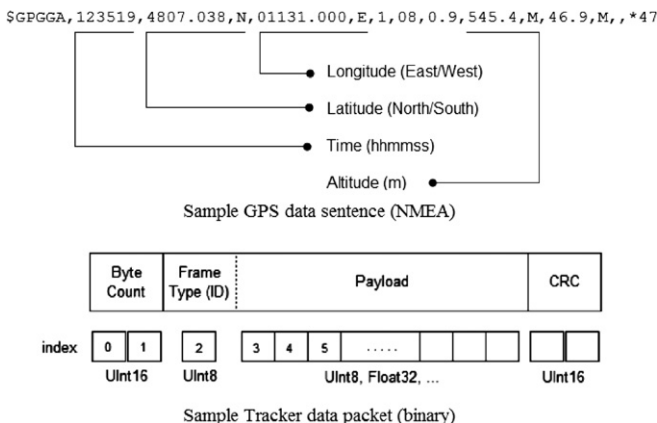 $GPGGA,123519,4807.038,N,01131.000,E,1,08,0.9,545.4,M,46.9,M,,*47
Longitude (East/West)
Latitude (North/South)
Time (hhmmss)
Altitude (m)
Sample GPS data sentence (NMEA)
Byte Count
Frame Type (ID)
Payload
CRC
index 0 1 2 3 4 5 .....
UInt16 UInt8 UInt8, Float32, ... UInt16
Sample Tracker data packet (binary)